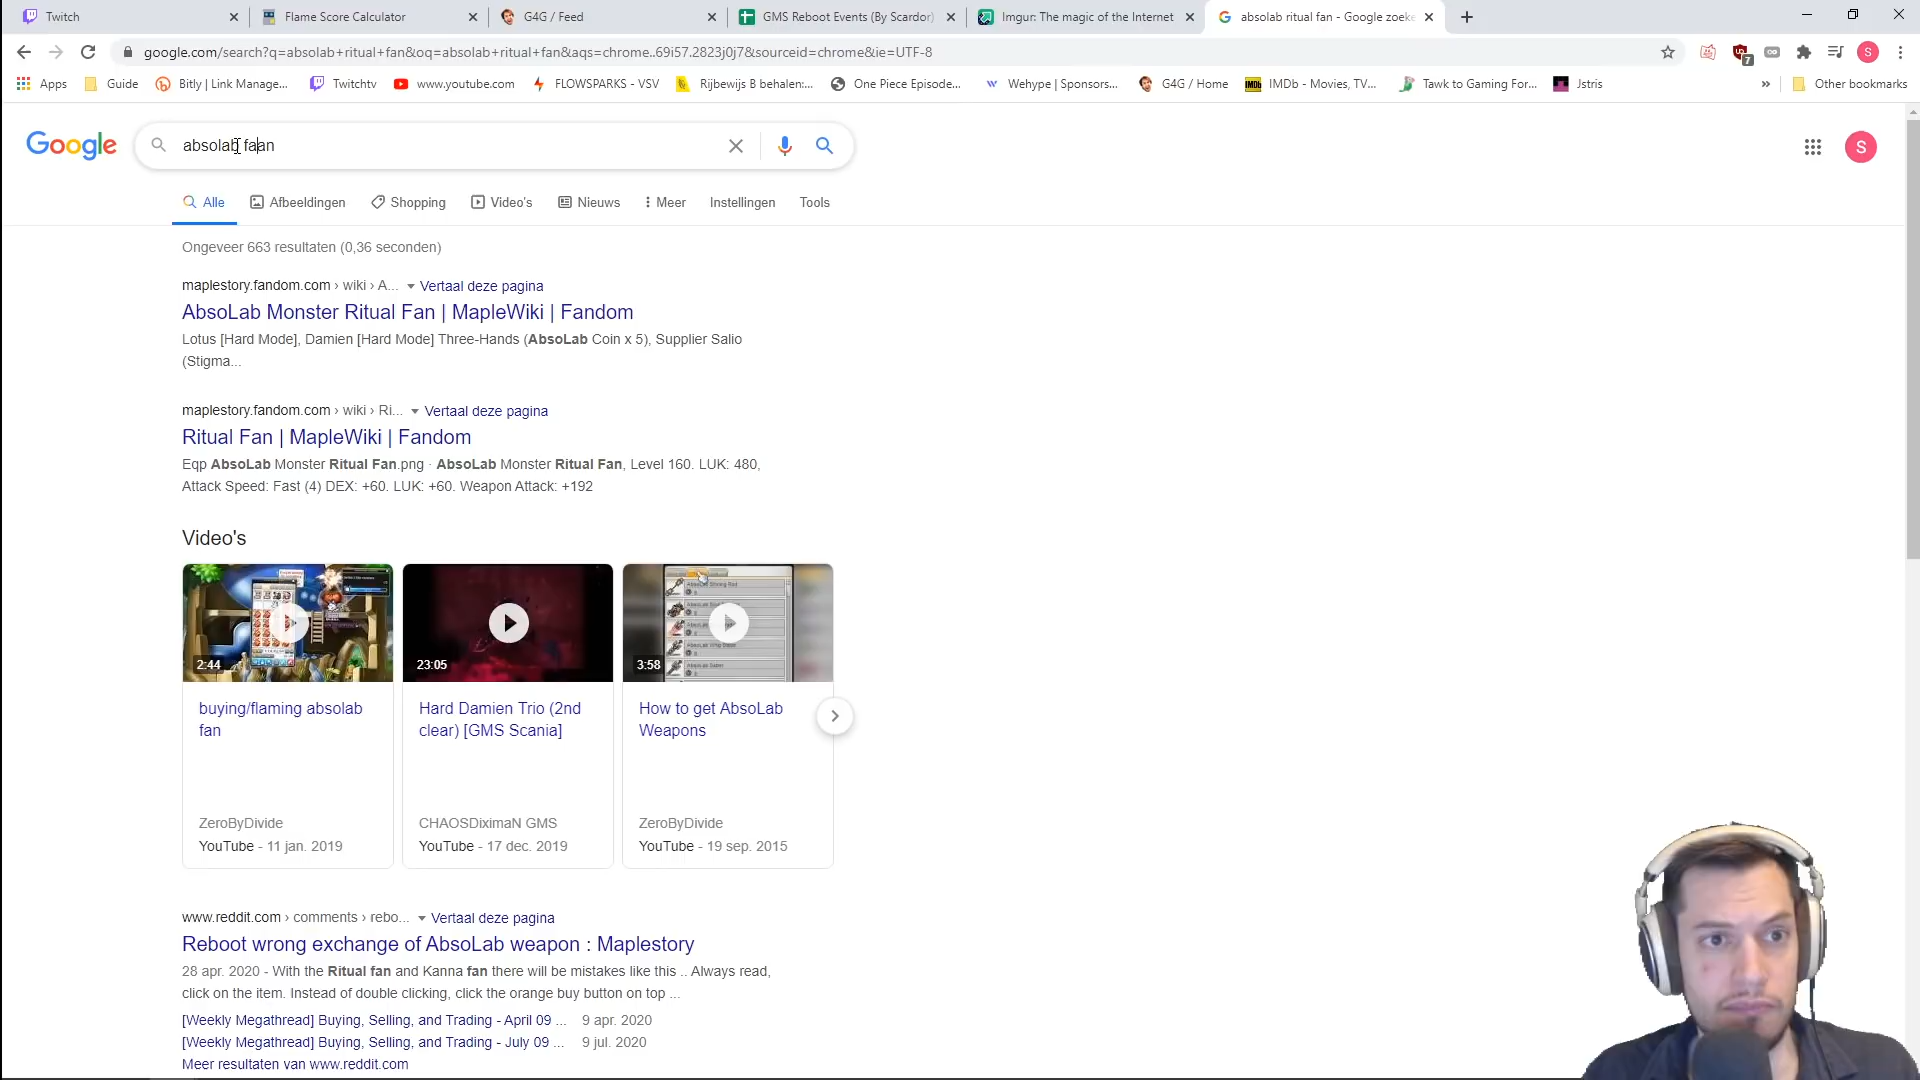 Twitch
Flame Score Calculator
G4G / Feed
GMS Reboot Events (By Scardor)
Imgur: The magic of the Internet
absolab ritual fan - Google zoeke
google.com/search?q=absolab+ritual+fan&oq=absolab+ritual+fan&aqs=chrome..69i57.2823j0j7&sourceid=chrome&ie=UTF-8
7
S
Apps
Guide
Bitly | Link Manage...
Twitchtv
www.youtube.com
FLOWSPARKS - VSV
Rijbewijs B behalen:...
One Piece Episode...
Wehype | Sponsors...
G4G / Home
IMDb - Movies, TV...
Tawk to Gaming For...
Jstris
»
Other bookmarks
Google
absolab faan
S
Alle
Afbeeldingen
Shopping
Video's
Nieuws
Meer
Instellingen
Tools
Ongeveer 663 resultaten (0,36 seconden)
maplestory.fandom.com › wiki › A... Vertaal deze pagina
AbsoLab Monster Ritual Fan | MapleWiki | Fandom
Lotus [Hard Mode], Damien [Hard Mode] Three-Hands (AbsoLab Coin x 5), Supplier Salio
(Stigma...
maplestory.fandom.com › wiki › Ri... Vertaal deze pagina
Ritual Fan | MapleWiki | Fandom
Eqp AbsoLab Monster Ritual Fan.png · AbsoLab Monster Ritual Fan, Level 160. LUK: 480,
Attack Speed: Fast (4) DEX: +60. LUK: +60. Weapon Attack: +192
Video's
2:44
23:05
3:58
buying/flaming absolab
fan
Hard Damien Trio (2nd
clear) [GMS Scania]
How to get AbsoLab
Weapons
ZeroByDivide
YouTube - 11 jan. 2019
CHAOSDiximaN GMS
YouTube - 17 dec. 2019
ZeroByDivide
YouTube - 19 sep. 2015
www.reddit.com › comments › rebo... Vertaal deze pagina
Reboot wrong exchange of AbsoLab weapon : Maplestory
28 apr. 2020 - With the Ritual fan and Kanna fan there will be mistakes like this .. Always read,
click on the item. Instead of double clicking, click the orange buy button on top ...
[Weekly Megathread] Buying, Selling, and Trading - April 09 ... 9 apr. 2020
[Weekly Megathread] Buying, Selling, and Trading - July 09 ... 9 jul. 2020
Meer resultaten van www.reddit.com